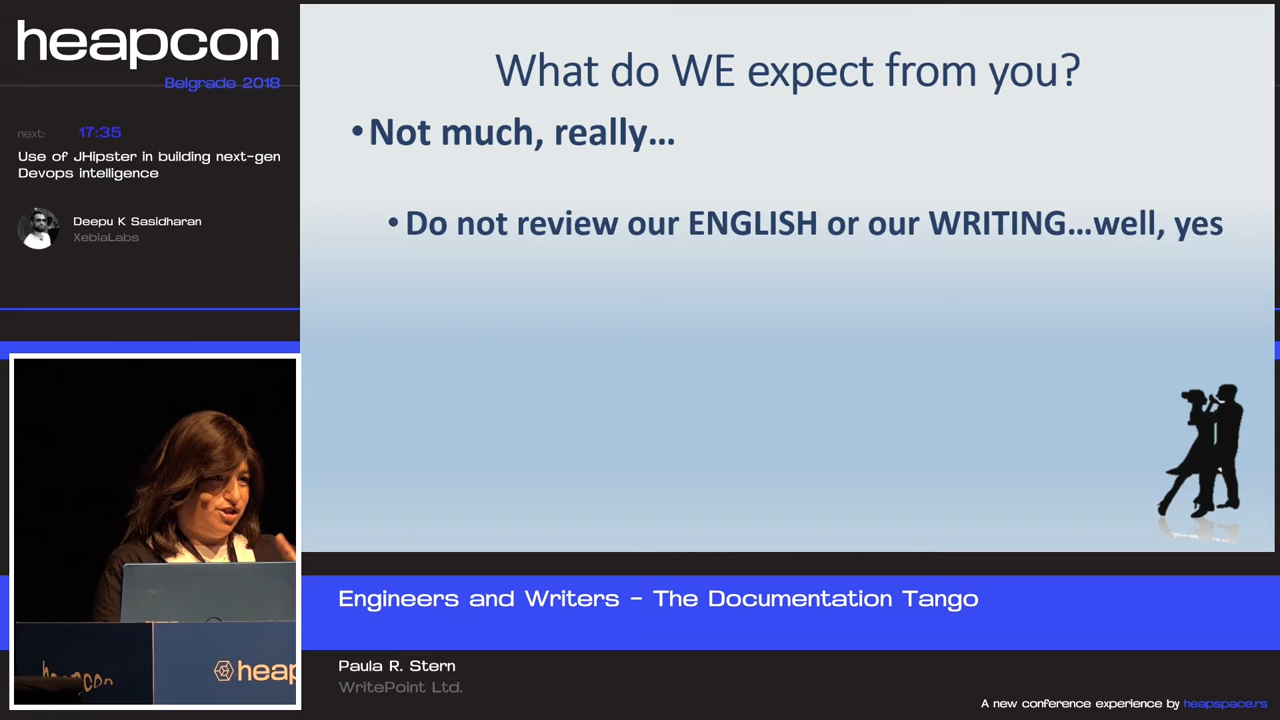 heapcon
Belgrade 2018
next: 17:35
Use of JHipster in building next-gen
Devops intelligence
Deepu K Sasidharan
XebiaLabs
What do WE expect from you?
•Not much, really…
•Do not review our ENGLISH or our WRITING…well, yes
heapcon
heap
Engineers and Writers - The Documentation Tango
Paula R. Stern
WritePoint Ltd.
A new conference experience by heapspace.rs